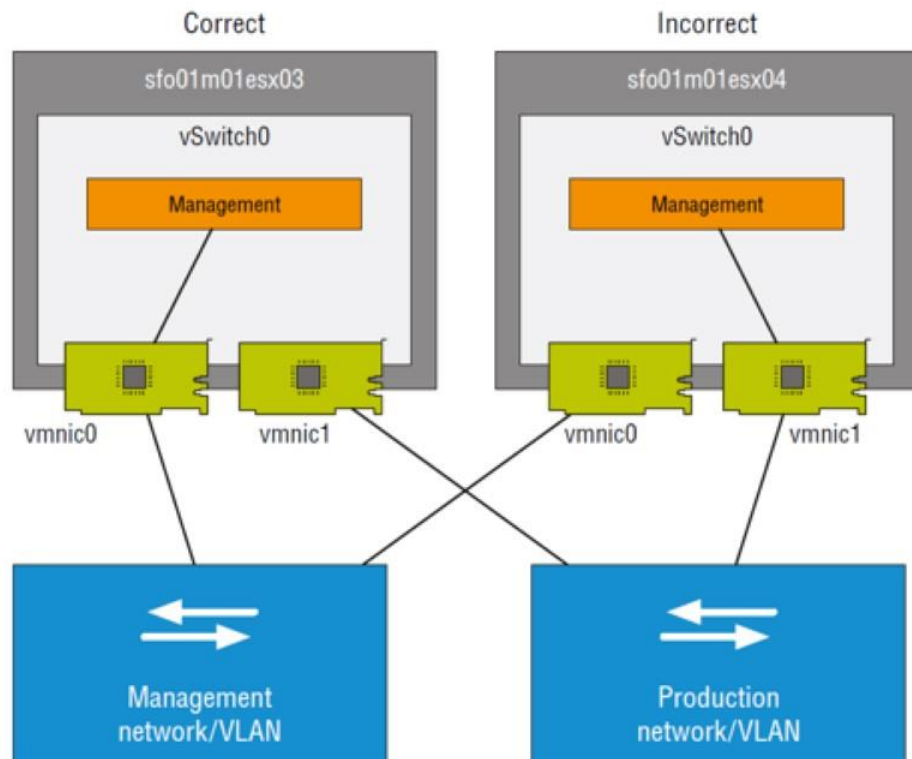 Correct
Incorrect
sfo01m01esx03
sfo01m01esx04
vSwitch0
vSwitch0
Management
Management
vmnic0
vmnic1
vmnic0
vmnic1
Management
network/VLAN
Production
network/VLAN